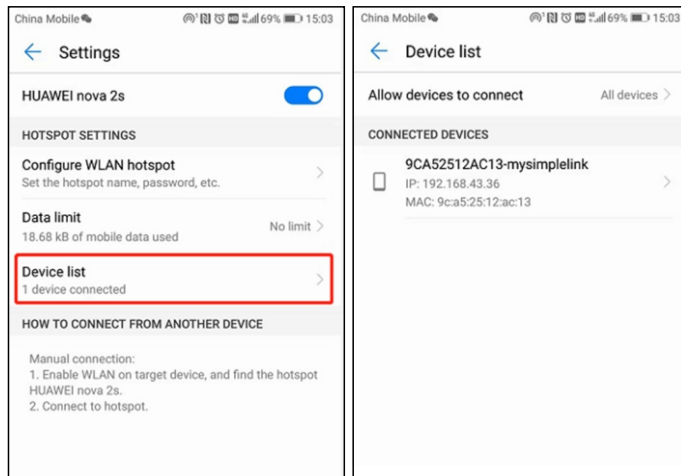 China Mobile 69% 15:03
Settings
HUAWEI nova 2s
HOTSPOT SETTINGS
Configure WLAN hotspot
Set the hotspot name, password, etc.
Data limit
18.68 kB of mobile data used
No limit
Device list
1 device connected
HOW TO CONNECT FROM ANOTHER DEVICE
Manual connection:
1. Enable WLAN on target device, and find the hotspot
HUAWEI nova 2s.
2. Connect to hotspot.
China Mobile 69% 15:03
Device list
Allow devices to connect All devices
CONNECTED DEVICES
9CA52512AC13-mysimplelink
IP: 192.168.43.36
MAC: 9c:a5:25:12:ac:13